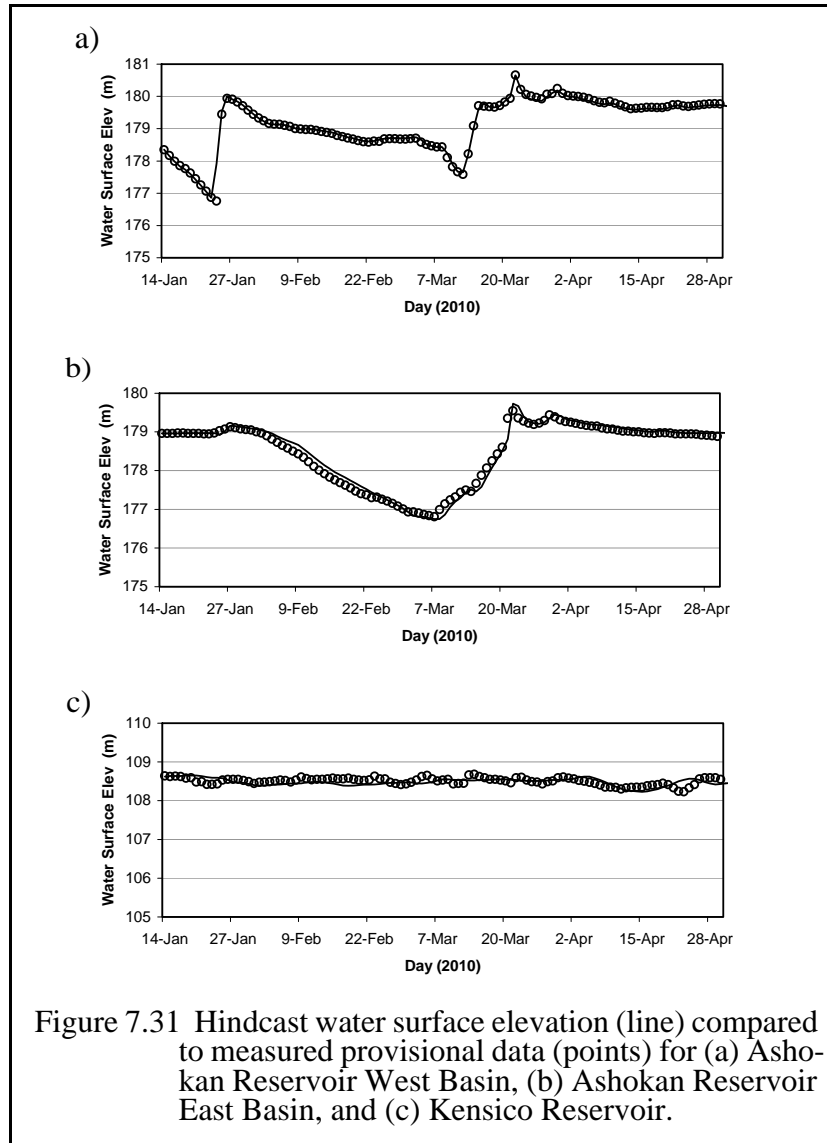 a)
Water Surface Elev (m)
181
180
179
178
177
176
175
14-Jan 27-Jan 9-Feb 22-Feb 7-Mar 20-Mar 2-Apr 15-Apr 28-Apr
Day (2010)
b)
Water Surface Elev (m)
180
179
178
177
176
175
14-Jan 27-Jan 9-Feb 22-Feb 7-Mar 20-Mar 2-Apr 15-Apr 28-Apr
Day (2010)
c)
Water Surface Elev (m)
110
109
108
107
106
105
14-Jan 27-Jan 9-Feb 22-Feb 7-Mar 20-Mar 2-Apr 15-Apr 28-Apr
Day (2010)
Figure 7.31 Hindcast water surface elevation (line) compared
to measured provisional data (points) for (a) Asho-
kan Reservoir West Basin, (b) Ashokan Reservoir
East Basin, and (c) Kensico Reservoir.